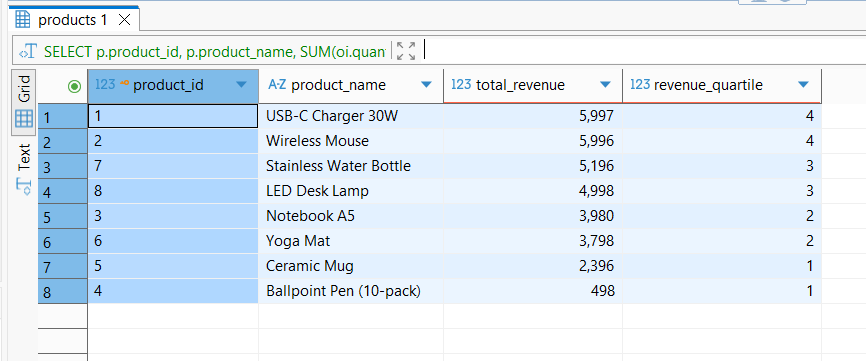 products 1
SELECT p.product_id, p.product_name, SUM(oi.quan
Grid
Text
123 product_id A-Z product_name 123 total_revenue 123 revenue_quartile
1 1 USB-C Charger 30W 5,997 4
2 2 Wireless Mouse 5,996 4
3 7 Stainless Water Bottle 5,196 3
4 8 LED Desk Lamp 4,998 3
5 3 Notebook A5 3,980 2
6 6 Yoga Mat 3,798 2
7 5 Ceramic Mug 2,396 1
8 4 Ballpoint Pen (10-pack) 498 1